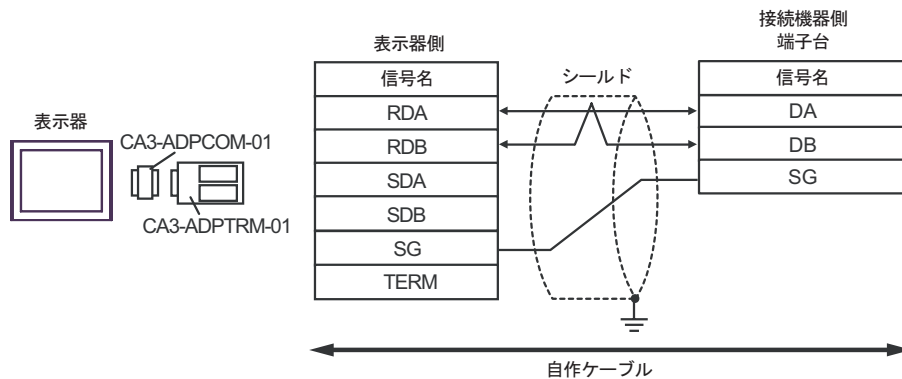 表示器
CA3-ADPCOM-01
CA3-ADPTRM-01
表示器側
信号名
RDA
RDB
SDA
SDB
SG
TERM
シールド
接続機器側
端子台
信号名
DA
DB
SG
自作ケーブル